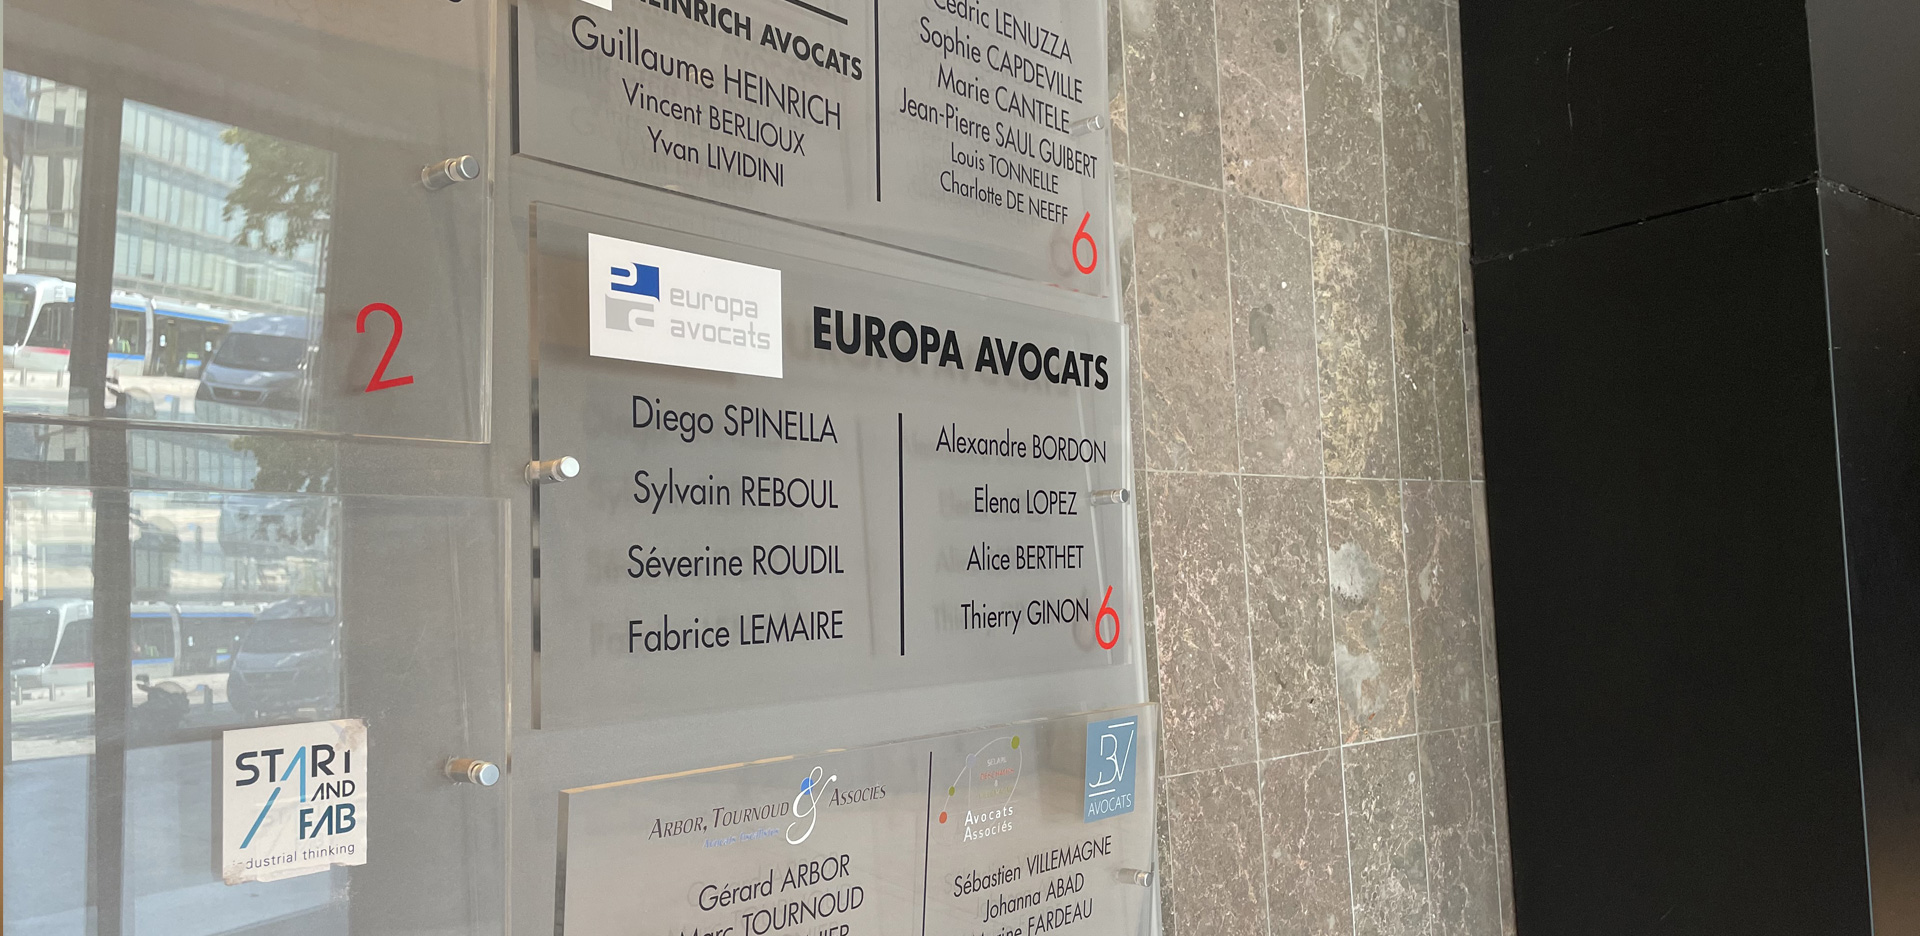 HEINRICH AVOCATS
Guillaume HEINRICH
Vincent BERLIOUX
Yvan LIVIDINI
Cédric LENUZZA
Sophie CAPDEVILLE
Marie CANTELE
Jean-Pierre SAUL GUIBERT
Louis TONNELLE
Charlotte DE NEEFF
6
2
europa
avocats
EUROPA AVOCATS
Diego SPINELLA
Sylvain REBOUL
Séverine ROUDIL
Fabrice LEMAIRE
Alexandre BORDON
Elena LOPEZ
Alice BERTHET
Thierry GINON
6
START
AND
FAB
industrial thinking
ARBOR, TOURNOUD & ASSOCIÉS
Gérard ARBOR
Marc TOURNOUD
Avocats
Associés
BV
AVOCATS
Sébastien VILLEMAGNE
Johanna ABAD
FARDEAU